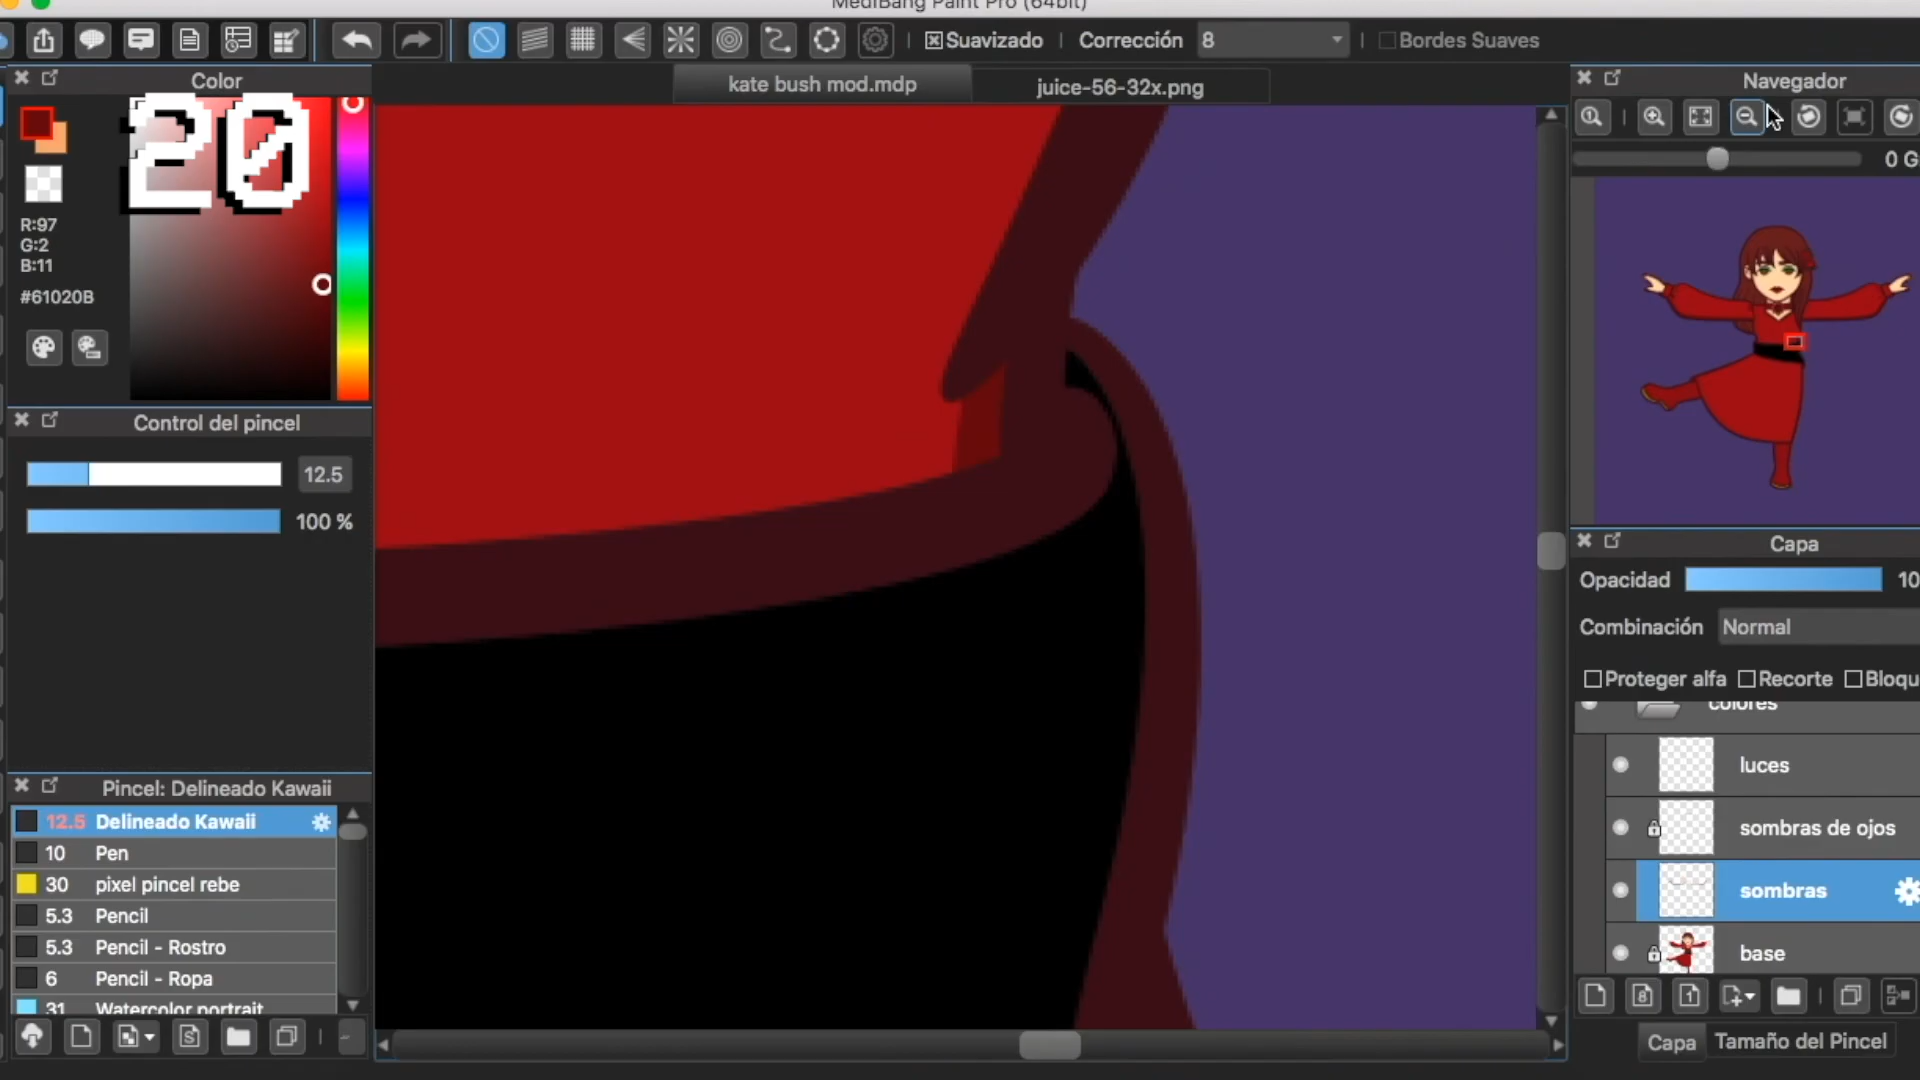 MediBang Paint Pro (64bit)
Suavizado
Corrección
8
Bordes Suaves
Color
kate bush mod.mdp
juice-56-32x.png
Navegador
20
0 G
R:97
G:2
B:11
#61020B
Control del pincel
12.5
100 %
Capa
Opacidad
10
Combinación
Normal
Proteger alfa
Recorte
Bloqu
colores
luces
sombras de ojos
sombras
base
Pincel: Delineado Kawaii
12.5 Delineado Kawaii
10 Pen
30 pixel pincel rebe
5.3 Pencil
5.3 Pencil - Rostro
6 Pencil - Ropa
31 Watercolor portrait
Capa
Tamaño del Pincel